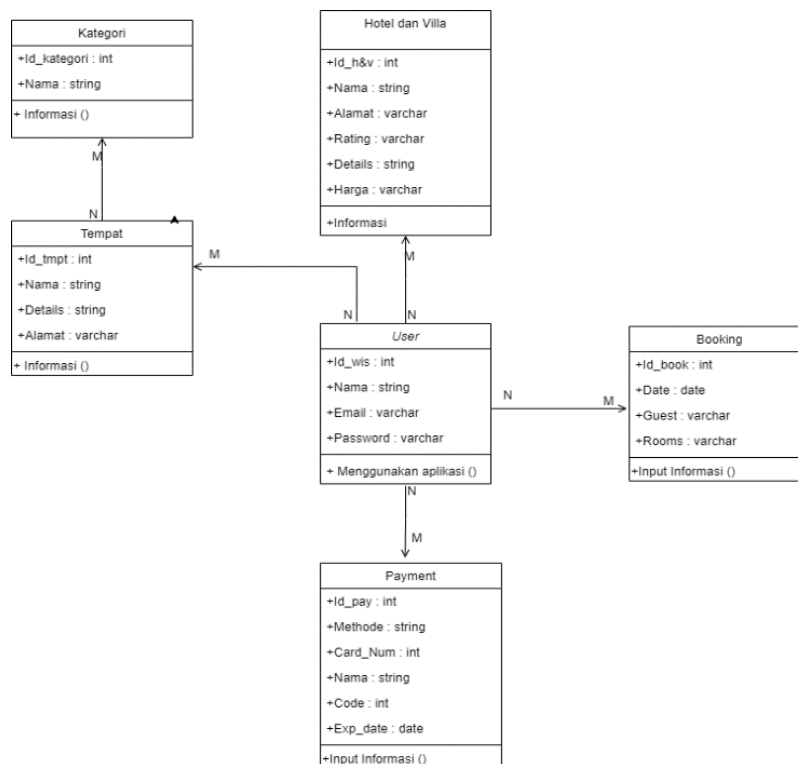 Kategori
+Id_kategori : int
+Nama : string
+ Informasi ()
M
N
Tempat
+Id_tmpt : int
+Nama : string
+Details : string
+Alamat : varchar
+ Informasi ()
Hotel dan Villa
+Id_h&v : int
+Nama : string
+Alamat : varchar
+Rating : varchar
+Details : string
+Harga : varchar
+Informasi
M
M
N
N
User
+Id_wis : int
+Nama : string
+Email : varchar
+Password : varchar
+ Menggunakan aplikasi ()
N
M
Booking
+Id_book : int
+Date : date
+Guest : varchar
+Rooms : varchar
+Input Informasi ()
N
M
Payment
+Id_pay : int
+Methode : string
+Card_Num : int
+Nama : string
+Code : int
+Exp_date : date
+Input Informasi ()